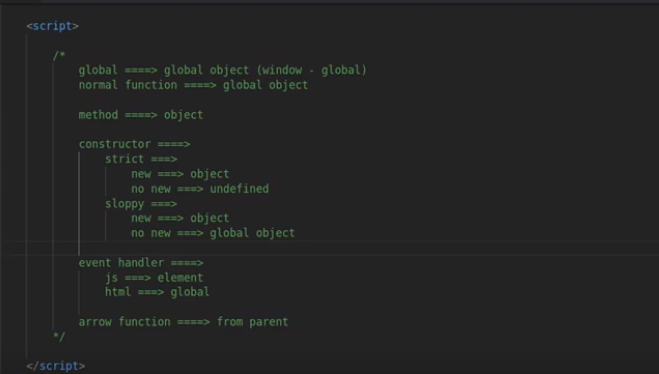 <script>
/*
global ====> global object (window - global)
normal function ====> global object
method ====> object
constructor ====>
strict ===>
new ===> object
no new ===> undefined
sloppy ===>
new ===> object
no new ===> global object
event handler ====>
js ===> element
html ===> global
arrow function ====> from parent
*/
</script>